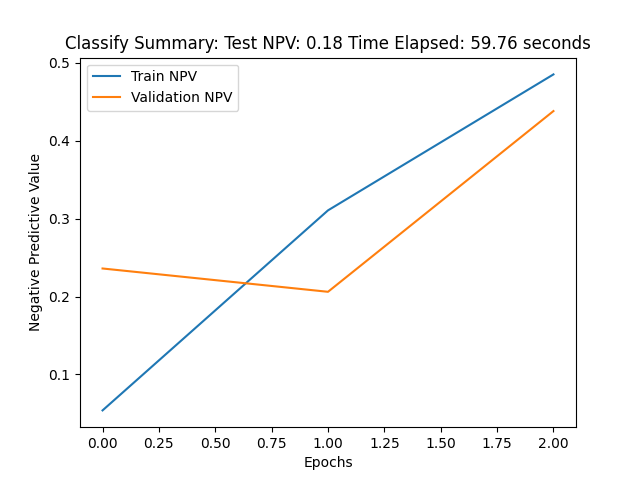 Classify Summary: Test NPV: 0.18 Time Elapsed: 59.76 seconds
Train NPV
Validation NPV
Negative Predictive Value
0.5
0.4
0.3
0.2
0.1
0.00 0.25 0.50 0.75 1.00 1.25 1.50 1.75 2.00
Epochs